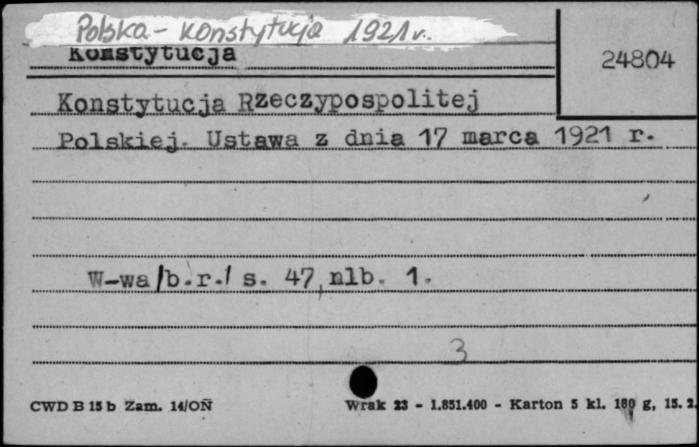 Polska - Konstytucja 1921 r.
Konstytucja
24804
Konstytucja Rzeczypospolitej
Polskiej. Ustawa z dnia 17 marca 1921 r.
W-wa/b.r./ s. 47, nlb. 1.
3
CWD B 15 b Zam. 14/OŃ Wrak 23 - 1.851.400 - Karton 5 kl. 180 g, 15. 2.